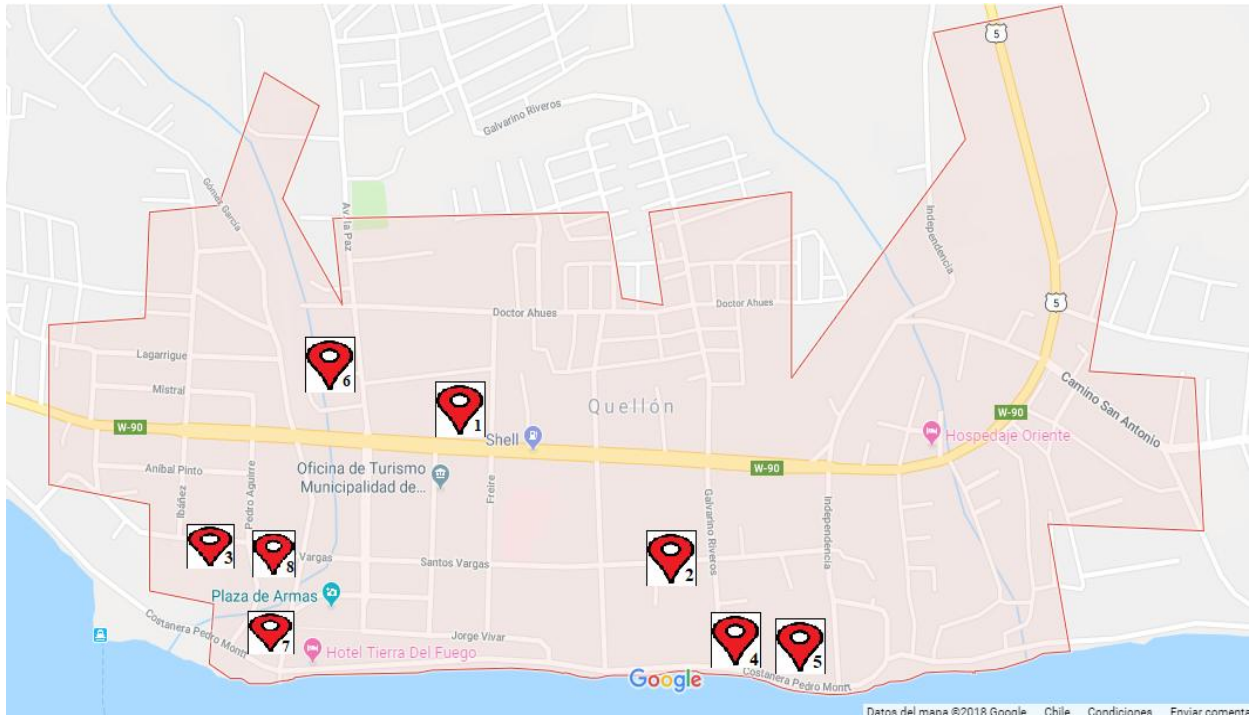 5
Galvarino Riveros
Gómez García
Av. la Paz
Independencia
5
Doctor Ahues
Doctor Ahues
Lagarrigue
6
Mistral
1
Quellón
Camino San Antonio
W-90
W-90
Shell
Hospedaje Oriente
W-90
Aníbal Pinto
Oficina de Turismo
Municipalidad de...
Ibáñez
Pedro Aguirre
Freire
Galvarino Riveros
Independencia
3
8
2
Vargas
Santos Vargas
Plaza de Armas
Costanera Pedro Montt
7
Jorge Vivar
4
5
Hotel Tierra Del Fuego
Google
Costanera Pedro Montt
Datos del mapa ©2018 Google Chile Condiciones Enviar comenta